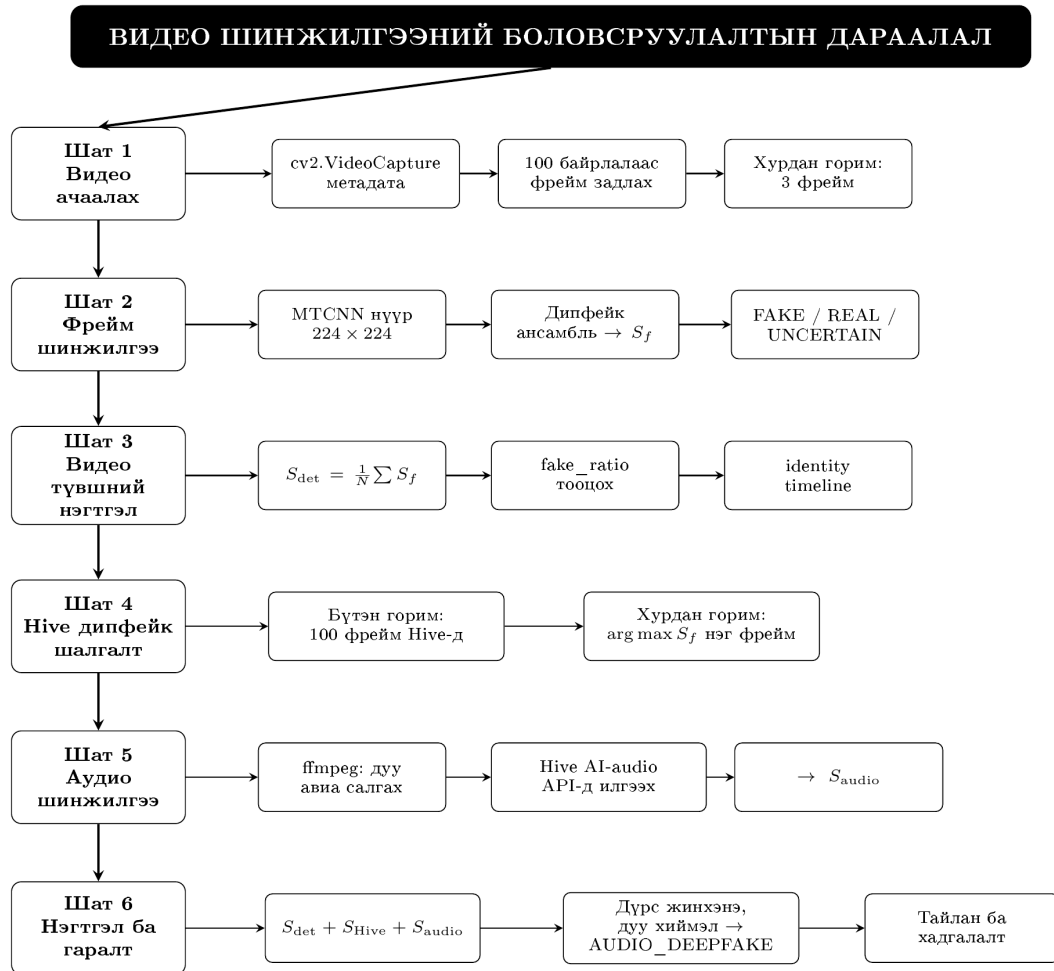 ВИДЕО ШИНЖИЛГЭЭНИЙ БОЛОВСРУУЛАЛТЫН ДАРААЛАЛ
Шат 1
Видео
ачаалах
cv2.VideoCapture
метадата
100 байрлалаас
фрейм задлах
Хурдан горим:
3 фрейм
Шат 2
Фрейм
шинжилгээ
MTCNN нүүр
224 × 224
Дипфейк
ансамбль → S_f
FAKE / REAL /
UNCERTAIN
Шат 3
Видео
түвшний
нэгтгэл
S_det = 1/N ∑ S_f
fake_ratio
тооцох
identity
timeline
Шат 4
Hive дипфейк
шалгалт
Бүтэн горим:
100 фрейм Hive-д
Хурдан горим:
arg max S_f нэг фрейм
Шат 5
Аудио
шинжилгээ
ffmpeg: дуу
авиа салгах
Hive AI-audio
API-д илгээх
→ S_audio
Шат 6
Нэгтгэл ба
гаралт
S_det + S_Hive + S_audio
Дүрс жинхэнэ,
дуу хиймэл →
AUDIO_DEEPFAKE
Тайлан ба
хадгалалт